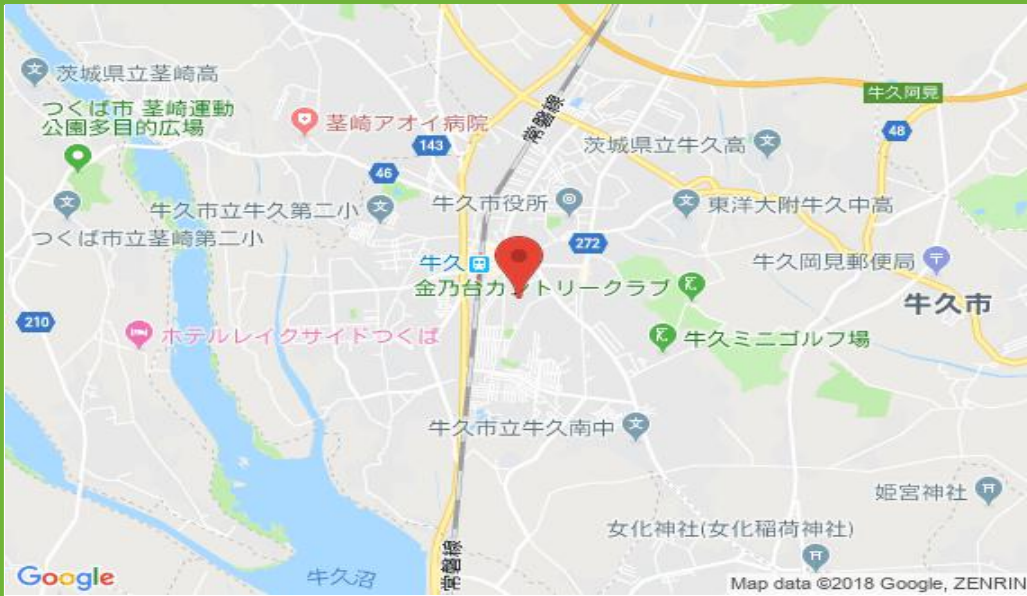 常磐線
牛久阿見
茨城県立茎崎高
つくば市 茎崎運動
公園多目的広場
茎崎アオイ病院
48
143
茨城県立牛久高
46
牛久市立牛久第二小
牛久市役所
東洋大附牛久中高
つくば市立茎崎第二小
272
牛久
牛久岡見郵便局
金乃台カントリークラブ
牛久市
210
ホテルレイクサイドつくば
牛久ミニゴルフ場
牛久市立牛久南中
姫宮神社
女化神社(女化稲荷神社)
常磐線
牛久沼
Google
Map data ©2018 Google, ZENRIN